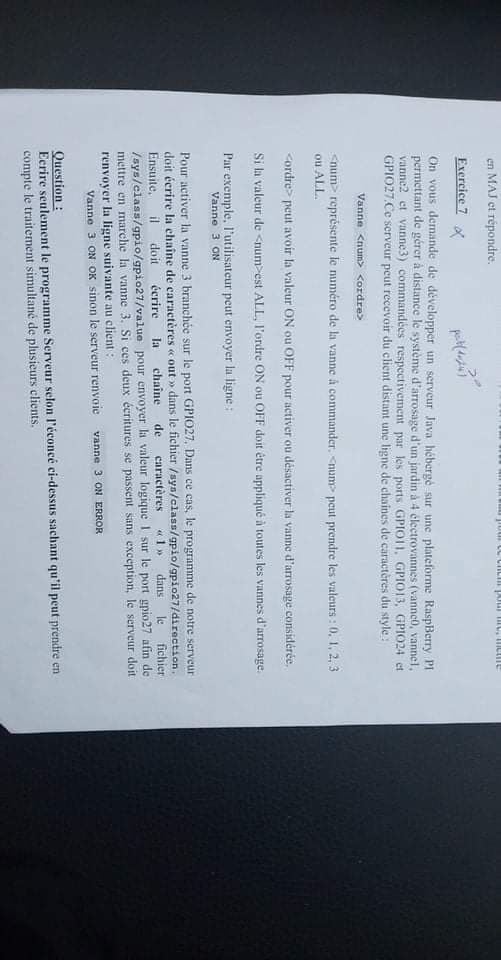 en MAJ et répondre.
Exercice 7
On vous demande de développer un serveur Java hébergé sur une plateforme RaspBerry PI
permettant de gérer à distance le système d'arrosage d'un jardin à 4 électrovannes (vanne0, vanne1,
vanne2 et vanne3) commandées respectivement par les ports GPIO11, GPIO13, GPIO24 et
GPIO27.Ce serveur peut recevoir du client distant une ligne de chaînes de caractères du style :
Vanne <num> <ordre>
<num> représente le numéro de la vanne à commander. <num> peut prendre les valeurs : 0, 1, 2, 3
ou ALL.
<ordre> peut avoir la valeur ON ou OFF pour activer ou désactiver la vanne d'arrosage considérée.
Si la valeur de <num>est ALL, l'ordre ON ou OFF doit être appliqué à toutes les vannes d'arrosage.
Par exemple, l'utilisateur peut envoyer la ligne :
Vanne 3 ON
Pour activer la vanne 3 branchée sur le port GPIO27. Dans ce cas, le programme de notre serveur
doit écrire la chaîne de caractères « out » dans le fichier /sys/class/gpio/gpio27/direction.
Ensuite, il doit écrire la chaîne de caractères « 1 » dans le fichier
/sys/class/gpio/gpio27/value pour envoyer la valeur logique 1 sur le port gpio27 afin de
mettre en marche la vanne 3. Si ces deux écritures se passent sans exception, le serveur doit
renvoyer la ligne suivante au client :
Vanne 3 ON OK sinon le serveur renvoie vanne 3 ON ERROR
Question :
Ecrire seulement le programme Serveur selon l'éconcé ci-dessus sachant qu'il peut prendre en
compte le traitement simultané de plusieurs clients.